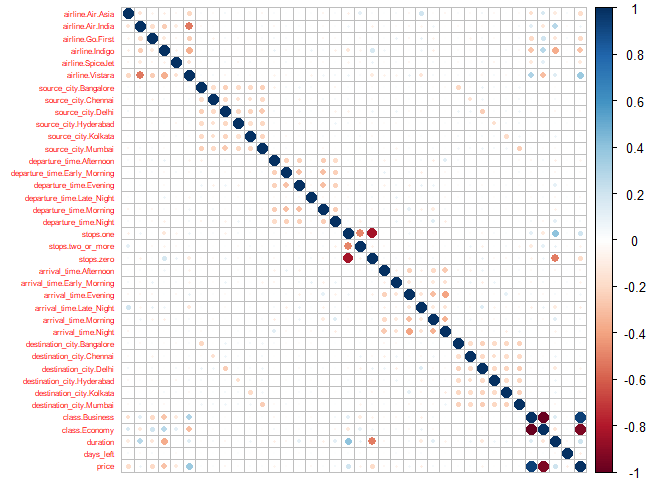 airline.Air.Asia
airline.Air.India
airline.Go.First
airline.Indigo
airline.SpiceJet
airline.Vistara
source_city.Bangalore
source_city.Chennai
source_city.Delhi
source_city.Hyderabad
source_city.Kolkata
source_city.Mumbai
departure_time.Afternoon
departure_time.Early_Morning
departure_time.Evening
departure_time.Late_Night
departure_time.Morning
departure_time.Night
stops.one
stops.two_or_more
stops.zero
arrival_time.Afternoon
arrival_time.Early_Morning
arrival_time.Evening
arrival_time.Late_Night
arrival_time.Morning
arrival_time.Night
destination_city.Bangalore
destination_city.Chennai
destination_city.Delhi
destination_city.Hyderabad
destination_city.Kolkata
destination_city.Mumbai
class.Business
class.Economy
duration
days_left
price
1
0.8
0.6
0.4
0.2
0
-0.2
-0.4
-0.6
-0.8
-1